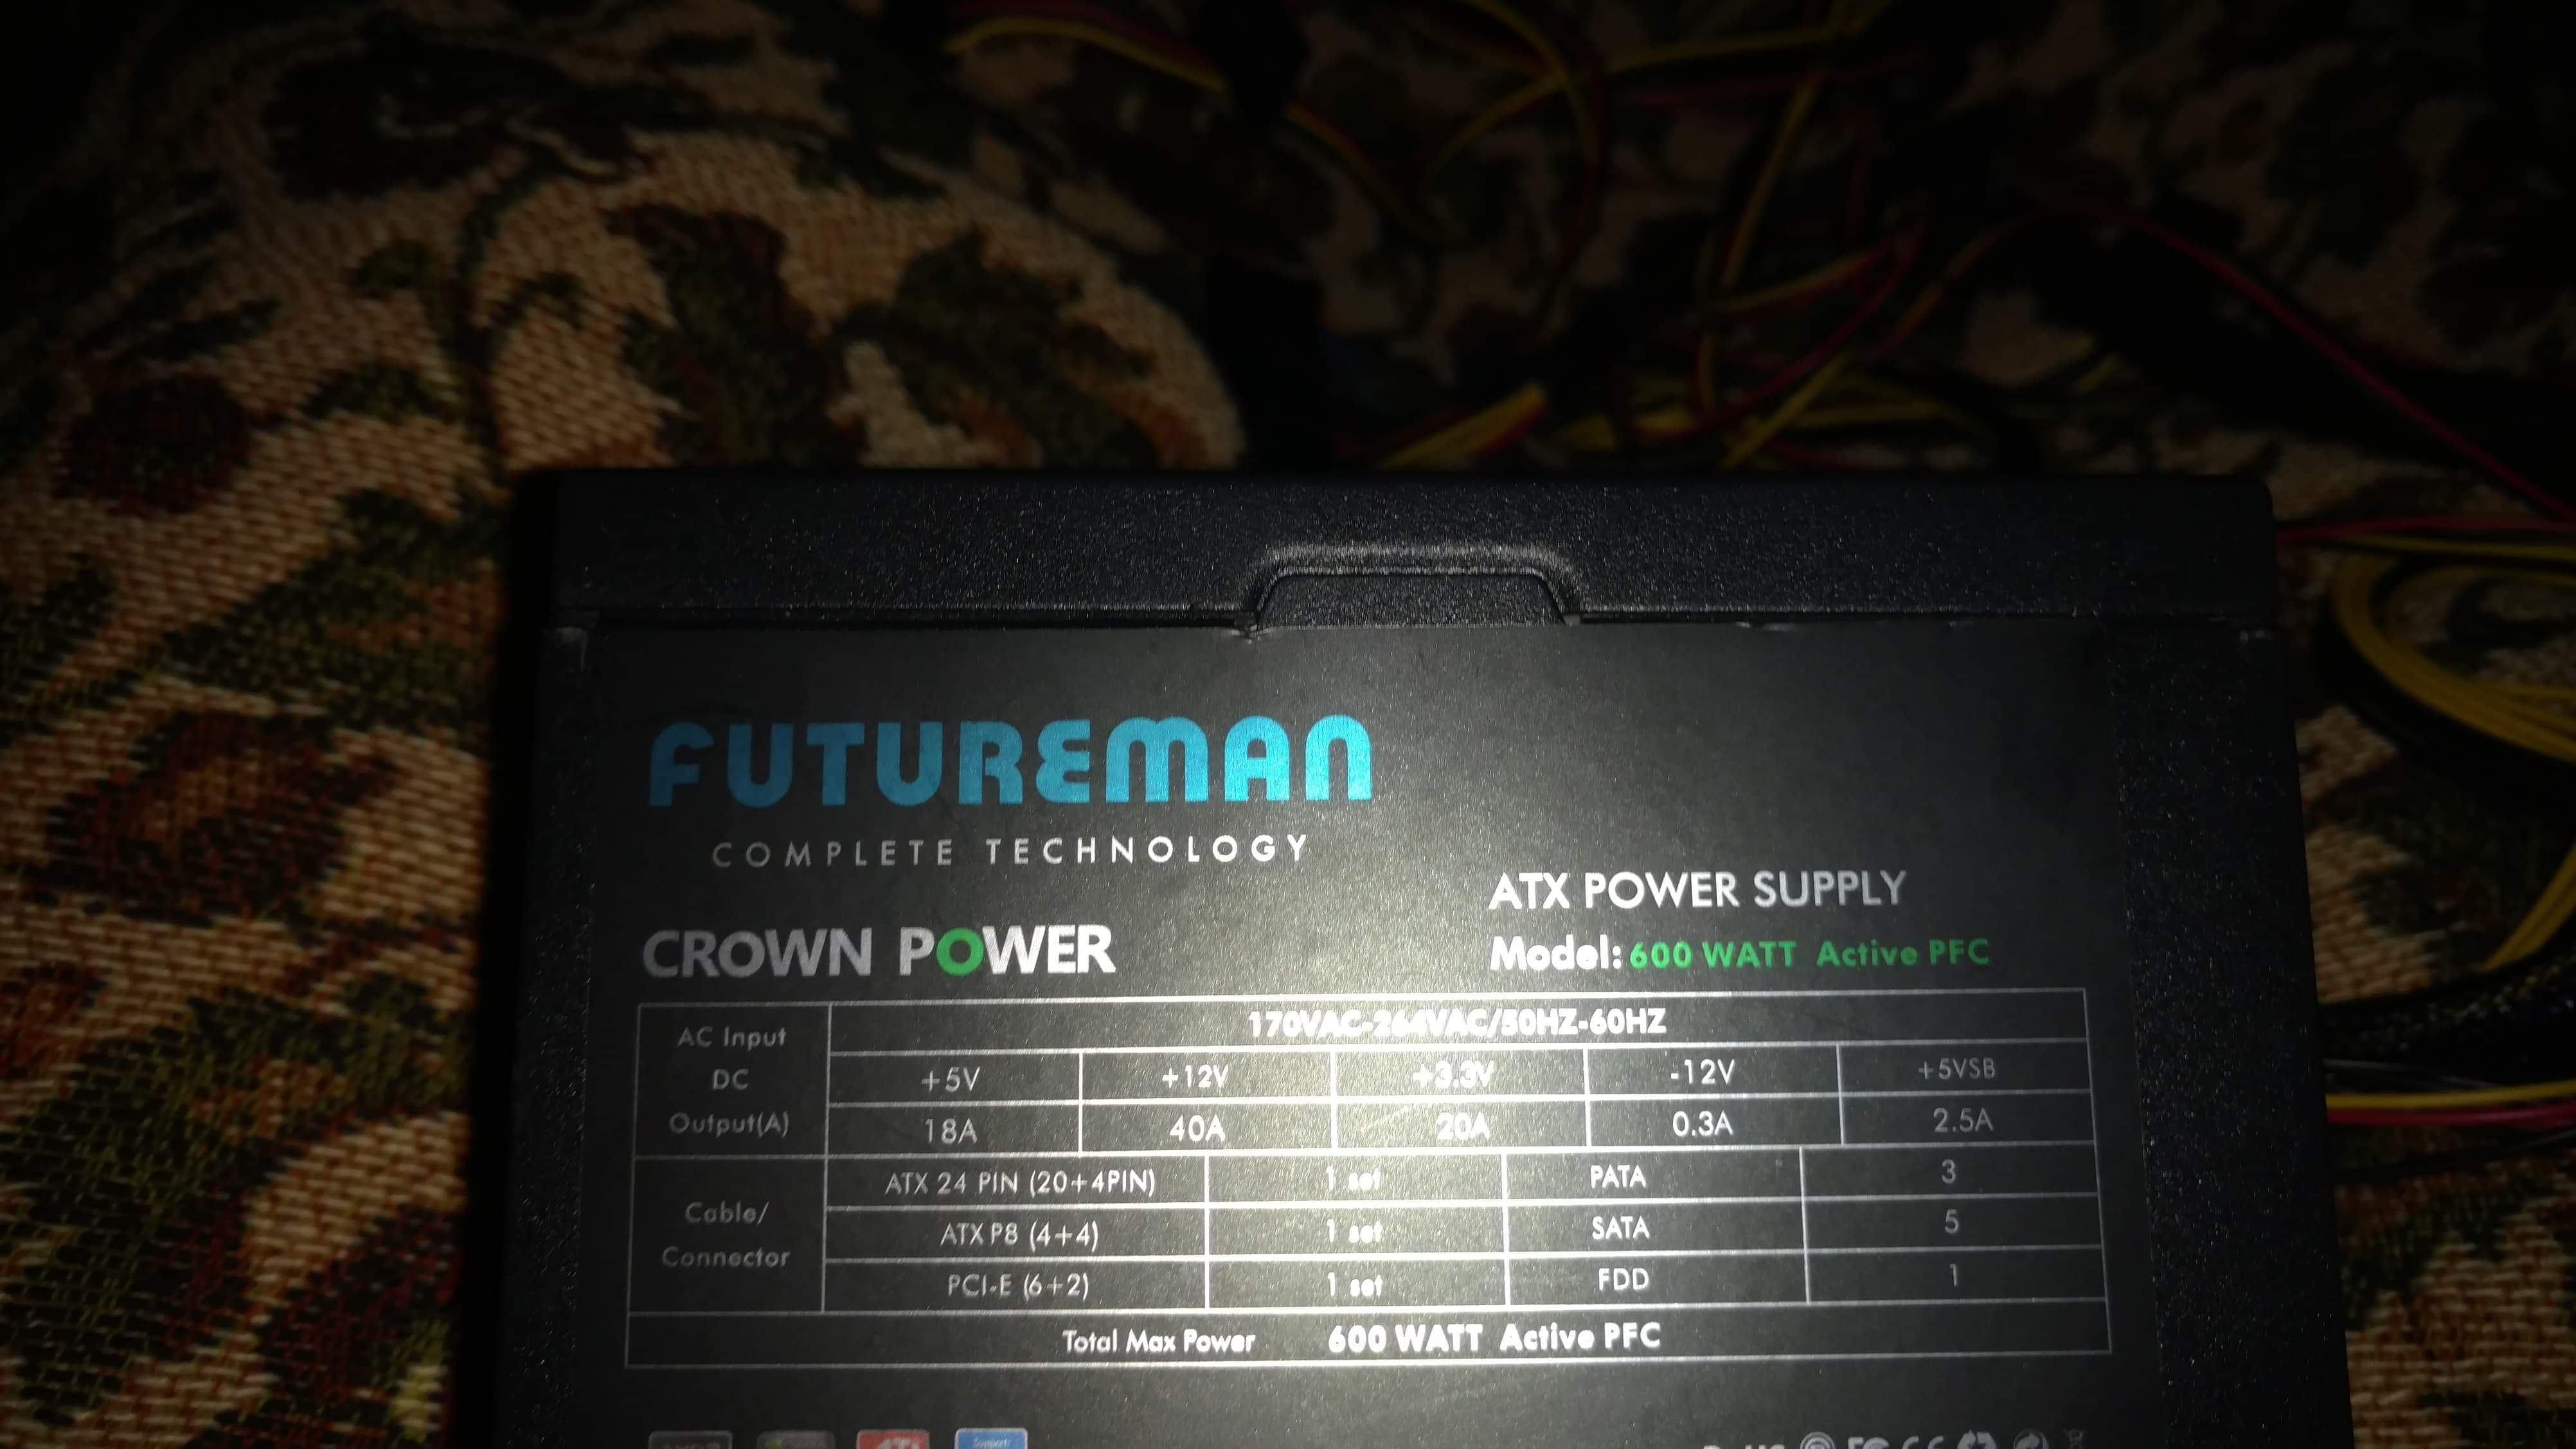 FUTUREMAN
COMPLETE TECHNOLOGY
ATX POWER SUPPLY
CROWN POWER
Model: 600 WATT Active PFC
AC Input 170VAC-264VAC/50HZ-60HZ
DC +5V +12V +3.3V -12V +5VSB
Output(A) 18A 40A 20A 0.3A 2.5A
Cable/
Connector
ATX 24 PIN (20+4PIN) 1 set PATA 3
ATX P8 (4+4) 1 set SATA 5
PCI-E (6+2) 1 set FDD 1
Total Max Power 600 WATT Active PFC
Support